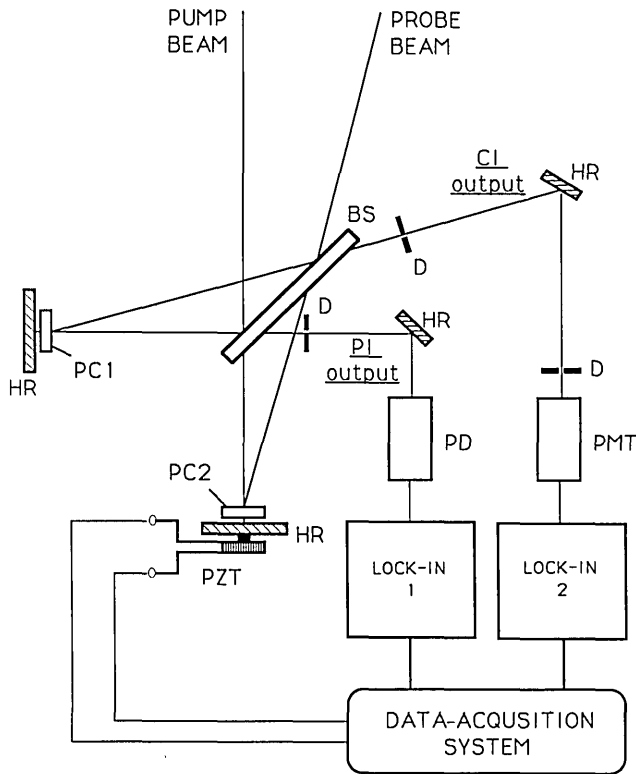 PUMP
BEAM
PROBE
BEAM
CI
output
HR
BS
D
D
HR
PI
output
D
PC1
HR
PD
PMT
PC2
HR
PZT
LOCK-IN
1
LOCK-IN
2
DATA-ACQUSITION
SYSTEM